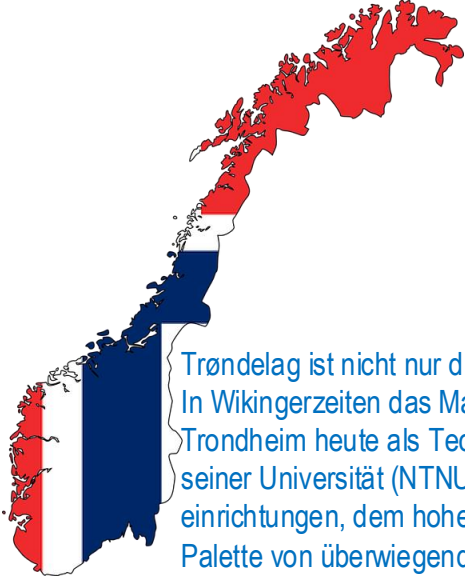 Trøndelag ist nicht nur d
In Wikingerzeiten das Ma
Trondheim heute als Tec
seiner Universität (NTNU
einrichtungen, dem hohe
Palette von überwiegend